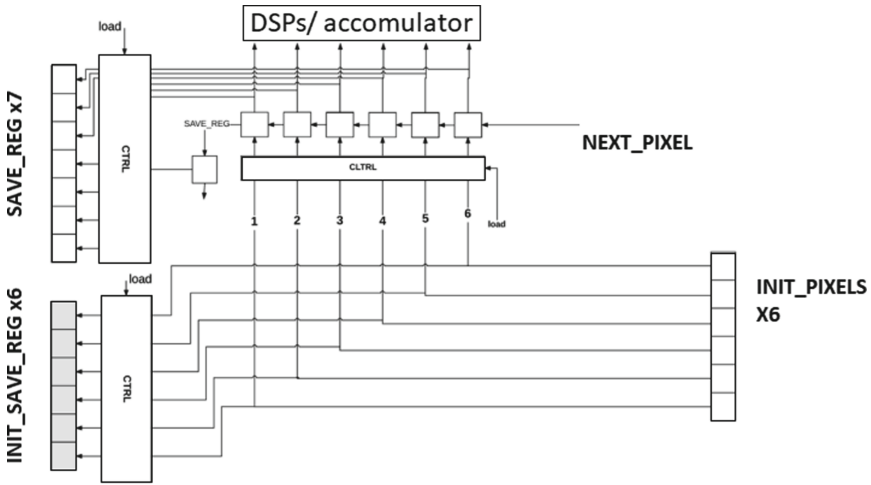 DSPs/ accomulator
load
SAVE_REG x7
CTRL
SAVE_REG
NEXT_PIXEL
CLTRL
load
1 2 3 4 5 6
load
INIT_SAVE_REG x6
CTRL
INIT_PIXELS
X6